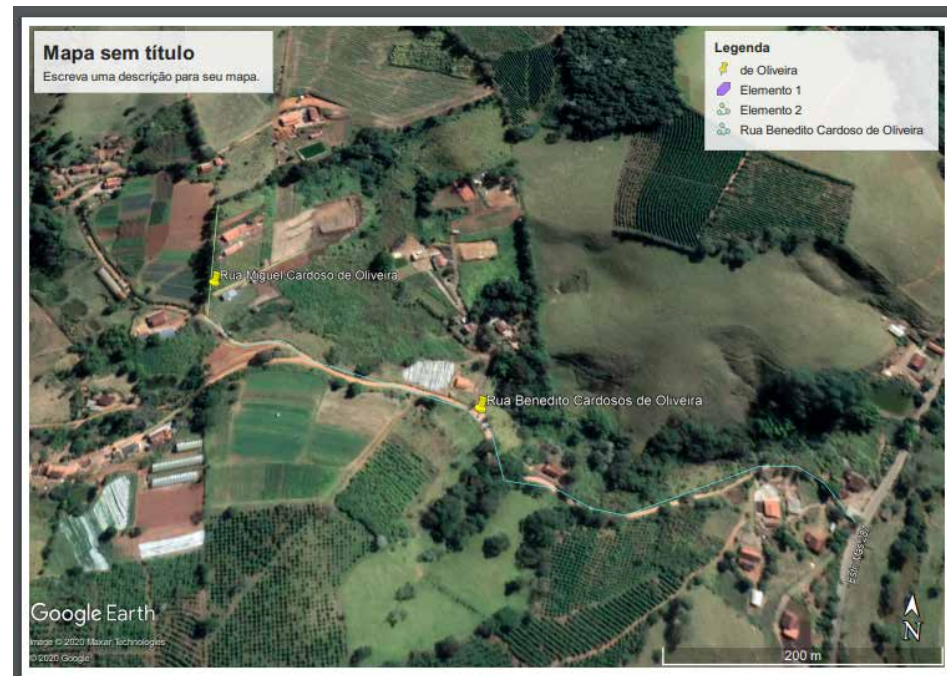 Mapa sem título
Escreva uma descrição para seu mapa.
Legenda
de Oliveira
Elemento 1
Elemento 2
Rua Benedito Cardoso de Oliveira
Rua Miguel Cardoso de Oliveira
Rua Benedito Cardosos de Oliveira
Google Earth
Image © 2020 Maxar Technologies
© 2020 Google
N
200 m